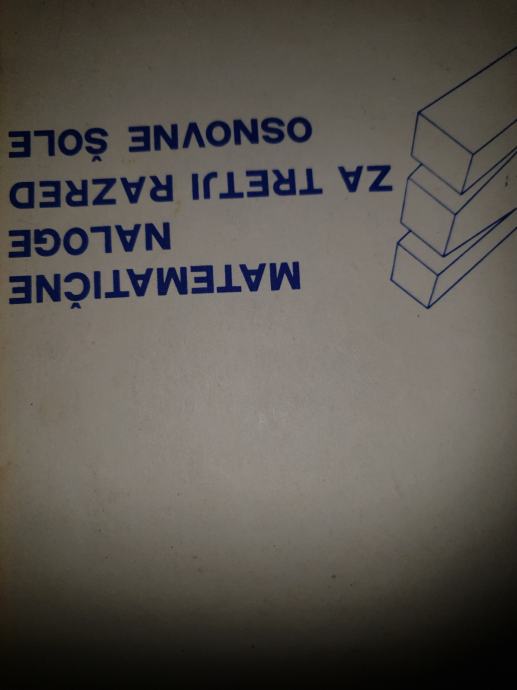 MATEMATIČNE
NALOGE
ZA TRETJI RAZRED
OSNOVNE ŠOLE